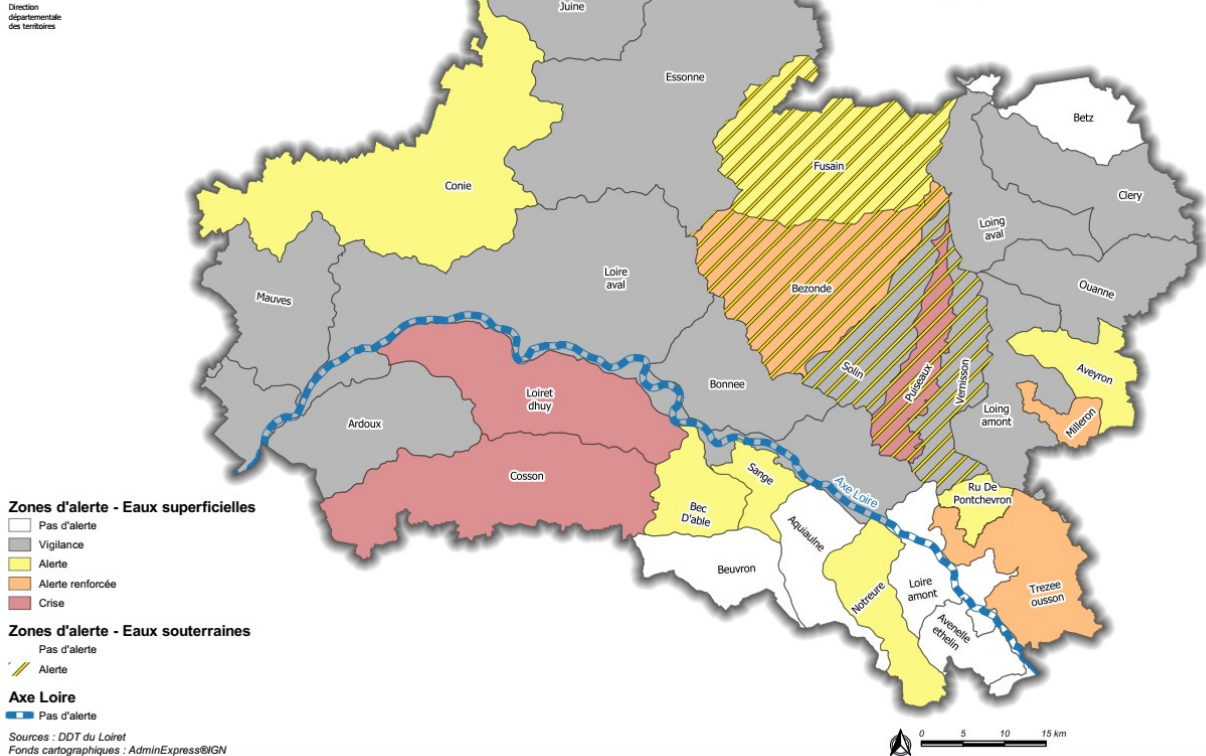 Direction
départementale
des territoires
Juine
Essonne
Betz
Fusain
Conie
Clery
Loing
aval
Loire
aval
Ouanne
Bezonde
Mauves
Solin
Puiseaux
Vernisson
Aveyron
Bonnee
Loiret
dhuy
Milleron
Loing
amont
Ardoux
Cosson
Sange
Axe Loire
Ru De
Pontchevron
Bec
D'able
Aquiaulne
Beuvron
Notreure
Loire
amont
Trezee
ousson
Avenelle
ethelin
Zones d'alerte - Eaux superficielles
Pas d'alerte
Vigilance
Alerte
Alerte renforcée
Crise
Zones d'alerte - Eaux souterraines
Pas d'alerte
Alerte
Axe Loire
Pas d'alerte
Sources : DDT du Loiret
Fonds cartographiques : AdminExpress®IGN
0 5 10 15 km